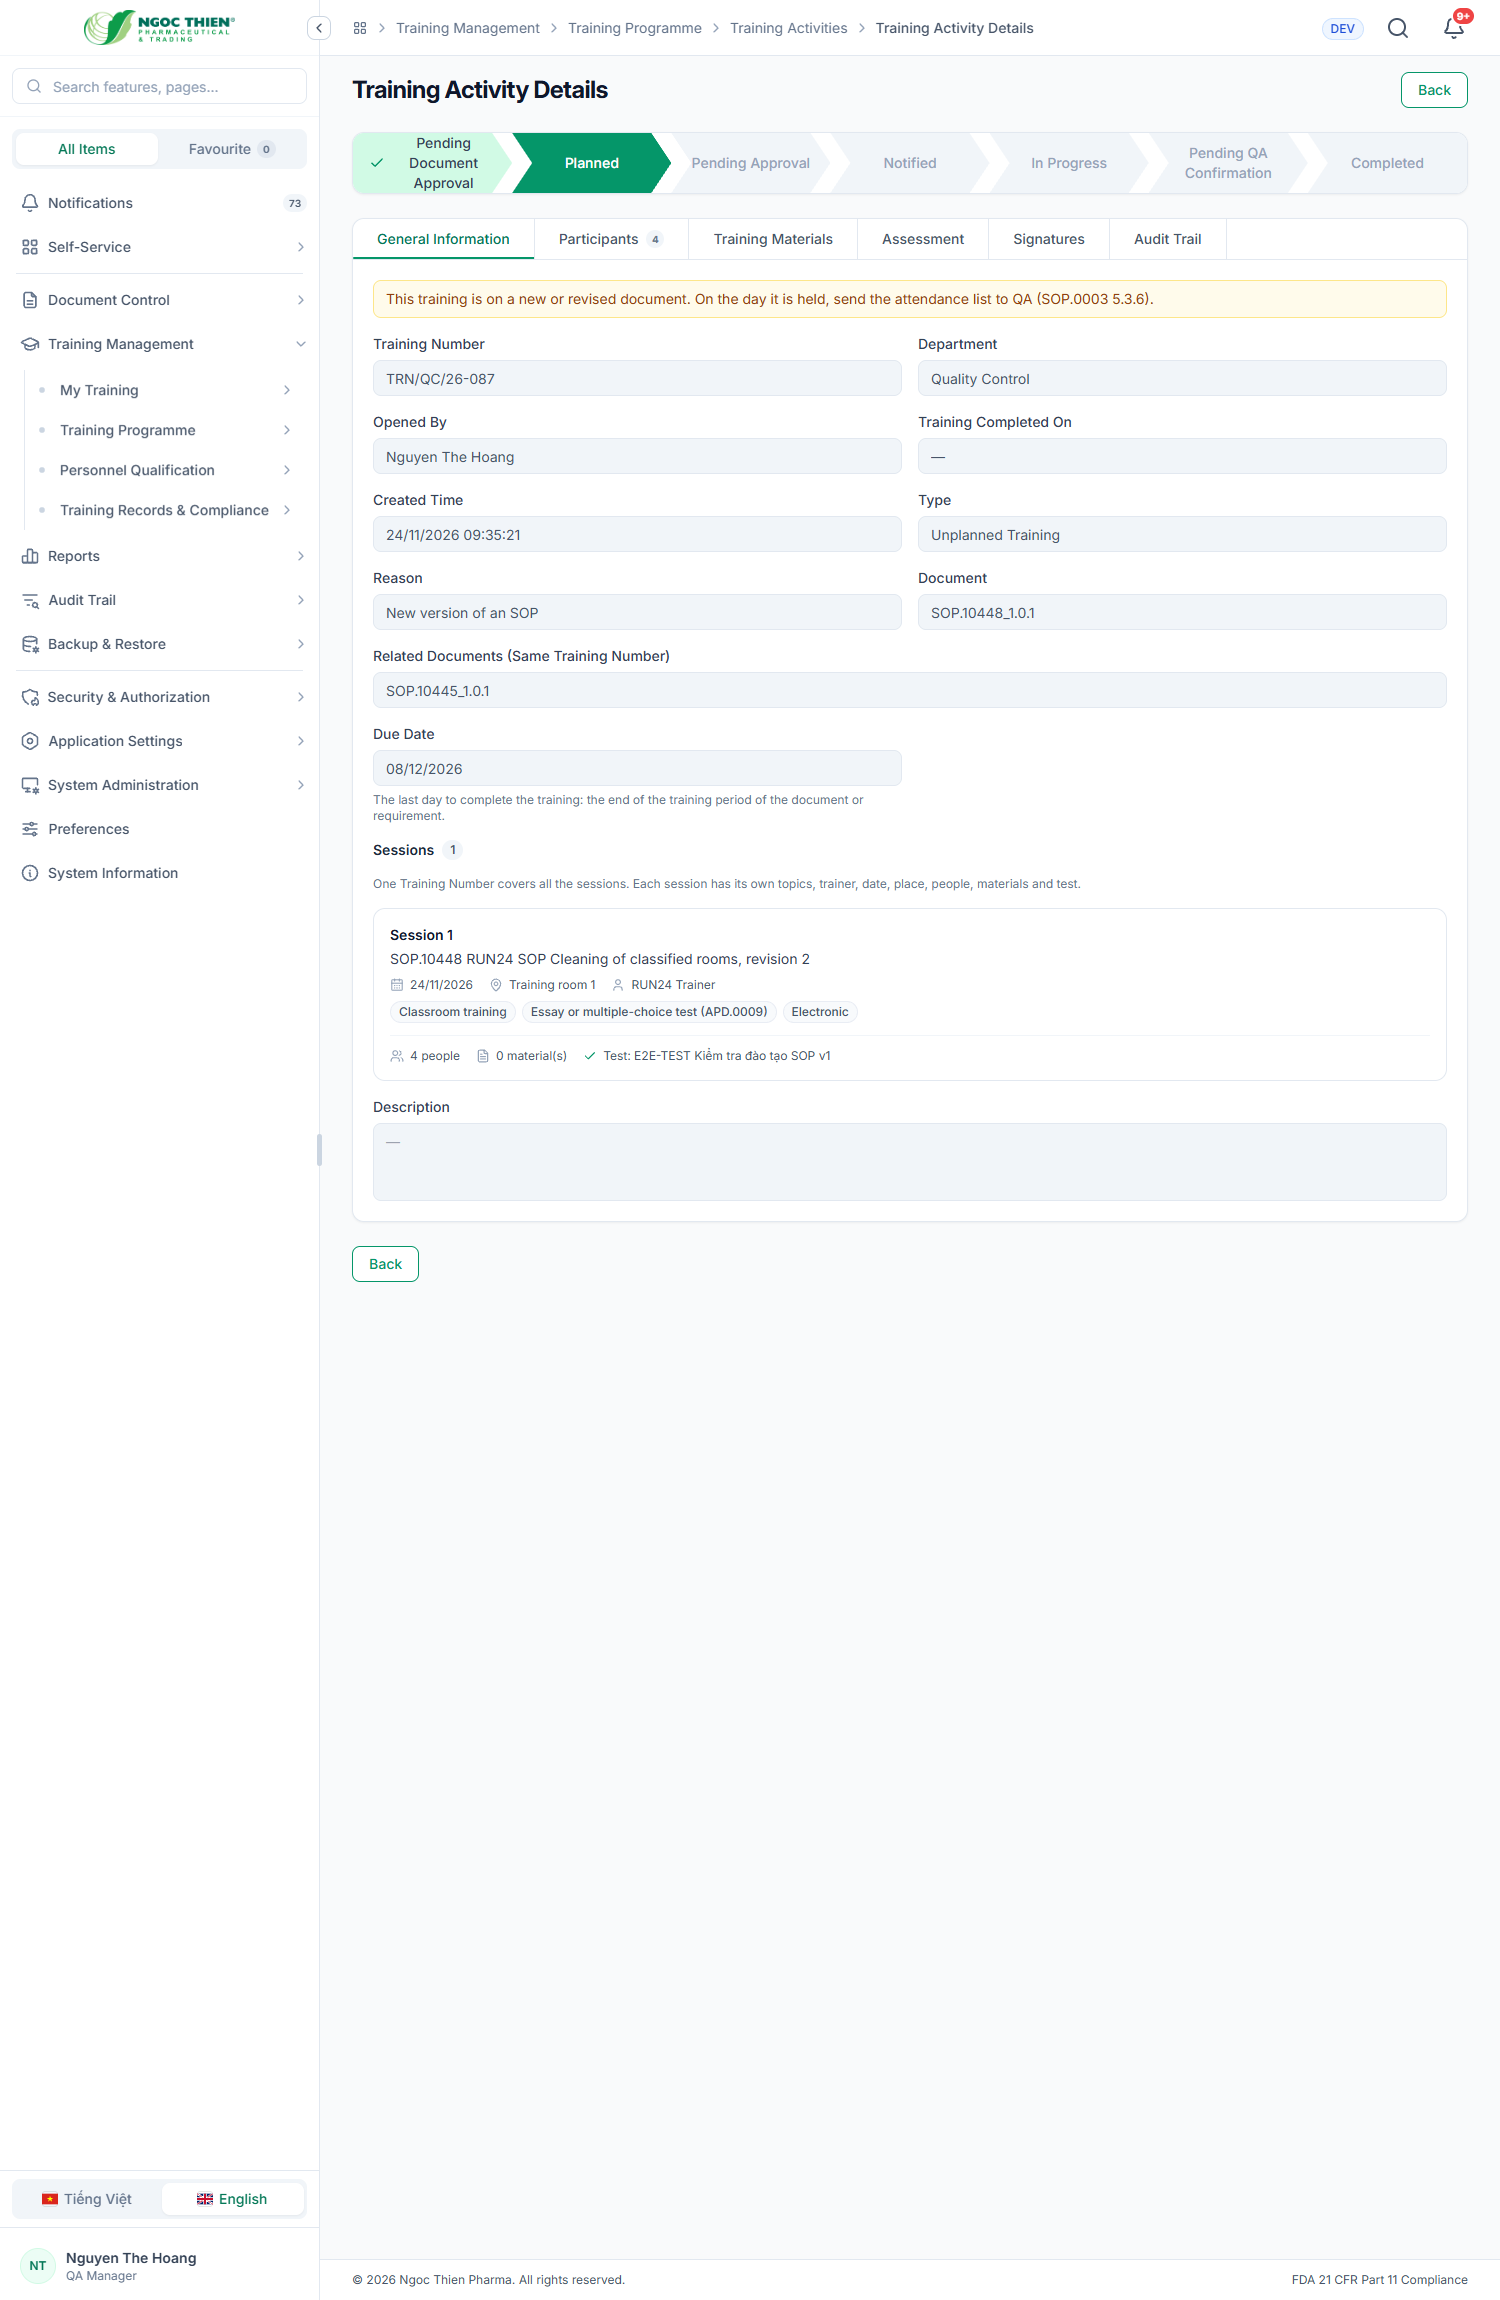 NGOC THIEN®
PHARMACEUTICAL
& TRADING
Search features, pages...
All Items
Favourite 0
Notifications 73
Self-Service
Document Control
Training Management
My Training
Training Programme
Personnel Qualification
Training Records & Compliance
Reports
Audit Trail
Backup & Restore
Security & Authorization
Application Settings
System Administration
Preferences
System Information
Tiếng Việt
English
NT
Nguyen The Hoang
QA Manager
Training Management
Training Programme
Training Activities
Training Activity Details
DEV
9+
Training Activity Details
Back
Pending
Document
Approval
Planned
Pending Approval
Notified
In Progress
Pending QA
Confirmation
Completed
General Information
Participants 4
Training Materials
Assessment
Signatures
Audit Trail
This training is on a new or revised document. On the day it is held, send the attendance list to QA (SOP.0003 5.3.6).
Training Number
TRN/QC/26-087
Department
Quality Control
Opened By
Nguyen The Hoang
Training Completed On
—
Created Time
24/11/2026 09:35:21
Type
Unplanned Training
Reason
New version of an SOP
Document
SOP.10448_1.0.1
Related Documents (Same Training Number)
SOP.10445_1.0.1
Due Date
08/12/2026
The last day to complete the training: the end of the training period of the document or
requirement.
Sessions 1
One Training Number covers all the sessions. Each session has its own topics, trainer, date, place, people, materials and test.
Session 1
SOP.10448 RUN24 SOP Cleaning of classified rooms, revision 2
24/11/2026 Training room 1 RUN24 Trainer
Classroom training Essay or multiple-choice test (APD.0009) Electronic
4 people 0 material(s) Test: E2E-TEST Kiểm tra đào tạo SOP v1
Description
—
Back
© 2026 Ngoc Thien Pharma. All rights reserved.
FDA 21 CFR Part 11 Compliance